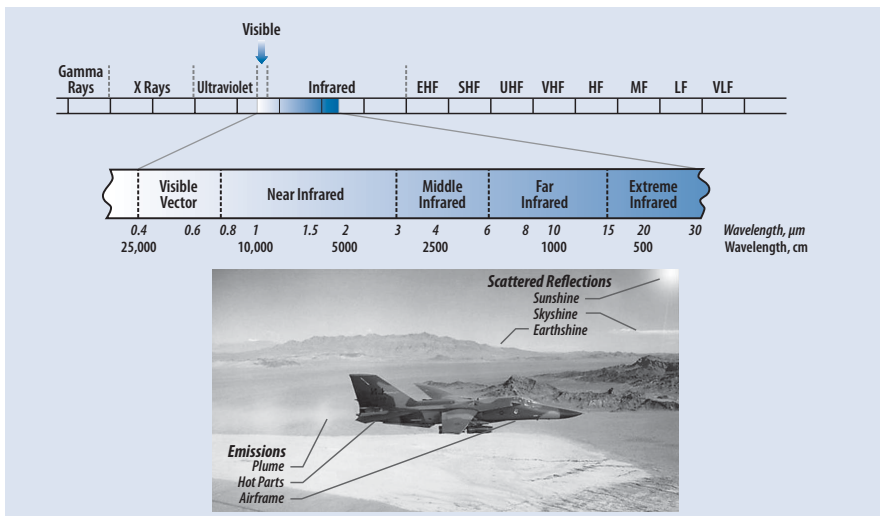 Visible
Gamma
Rays
X Rays
Ultraviolet
Infrared
EHF SHF UHF VHF HF MF LF VLF
Visible
Vector
Near Infrared
Middle
Infrared
Far
Infrared
Extreme
Infrared
0.4 0.6 0.8 1 1.5 2 3 4 6 8 10 15 20 30 Wavelength, µm
25,000 10,000 5000 2500 1000 500 Wavelength, cm
Scattered Reflections
Sunshine
Skyshine
Earthshine
Emissions
Plume
Hot Parts
Airframe